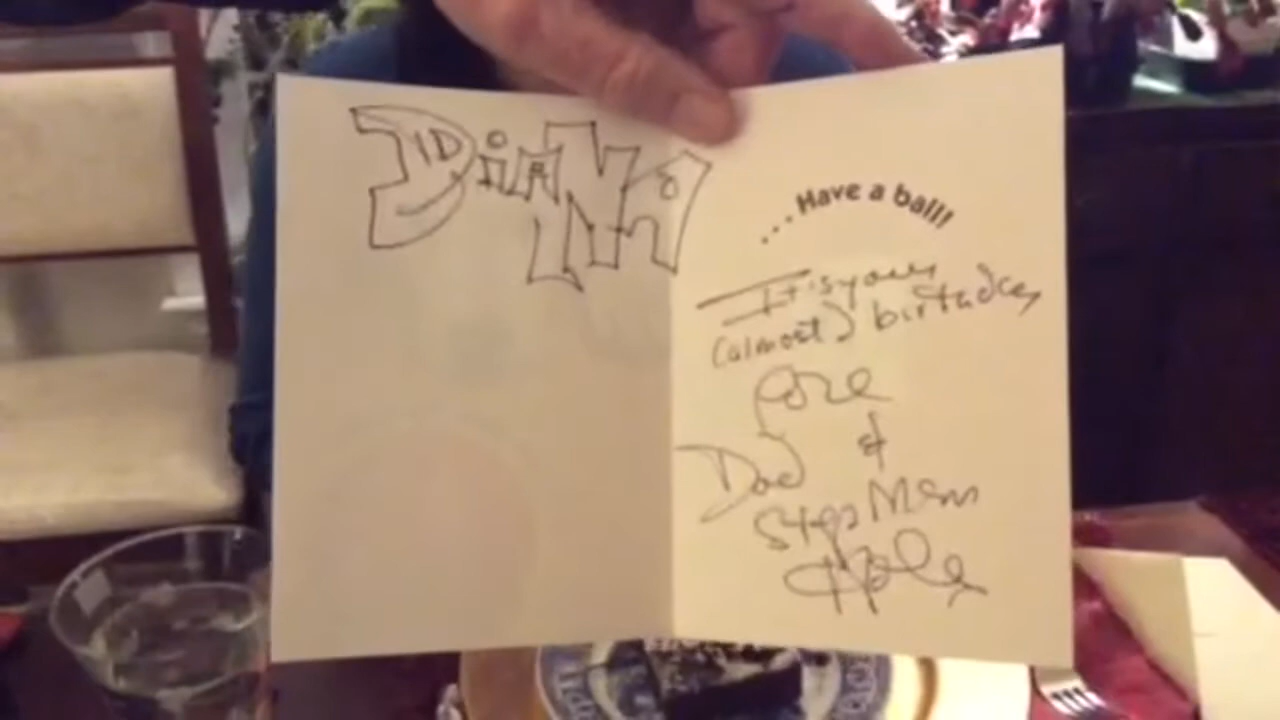 DiaNa
...Have a ball!
It's your
(almost) birthday
Love
&
Dad
Step Mom